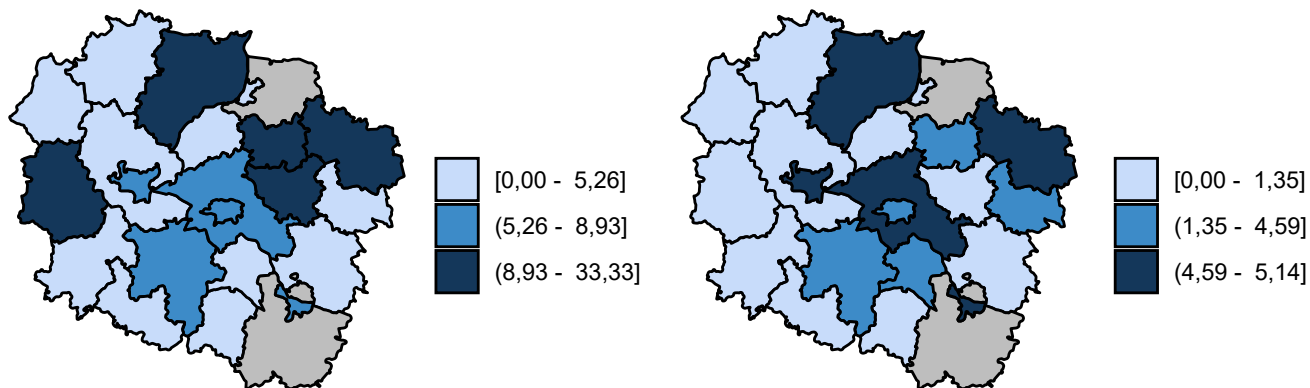 [0,00 - 5,26]
(5,26 - 8,93]
(8,93 - 33,33]
[0,00 - 1,35]
(1,35 - 4,59]
(4,59 - 5,14]